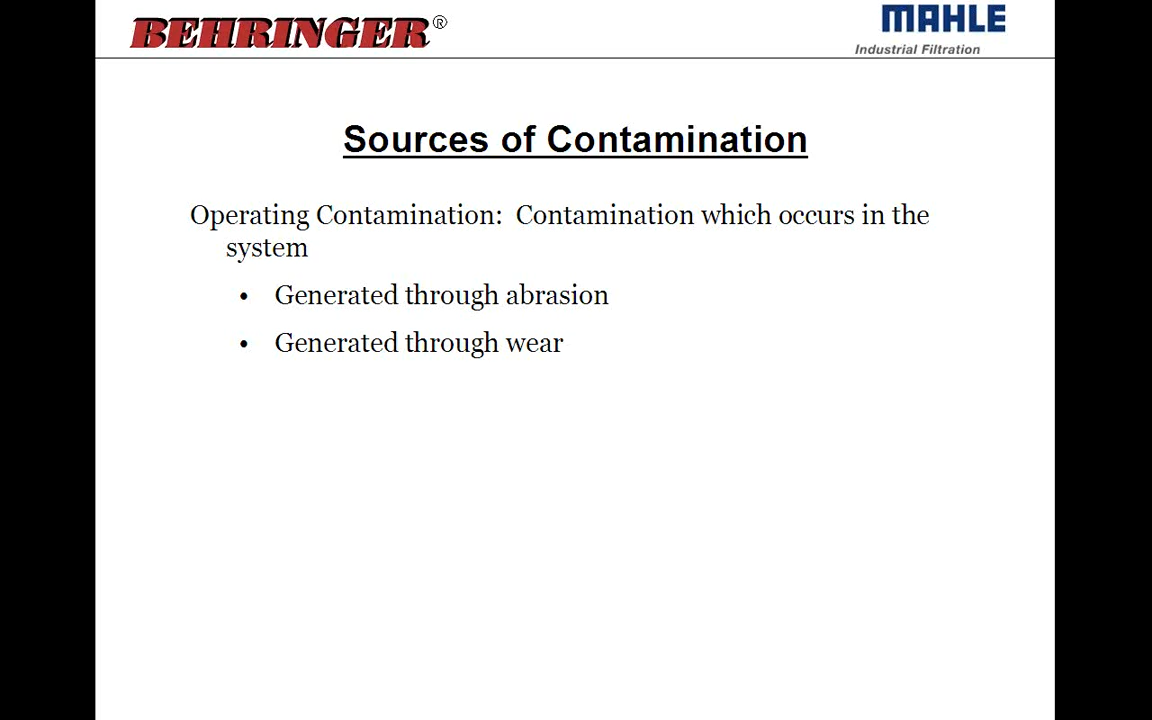 BEHRINGER®
MAHLE
Industrial Filtration
Sources of Contamination
Operating Contamination: Contamination which occurs in the
system
• Generated through abrasion
• Generated through wear